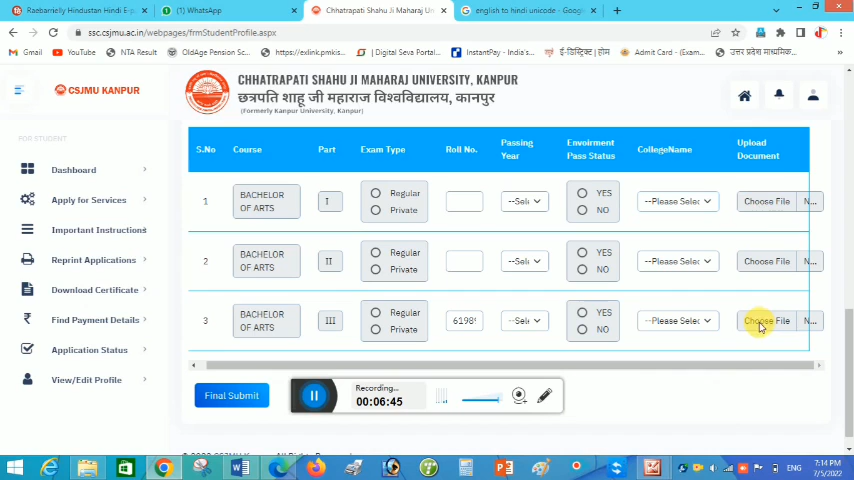 Raebarrielly Hindustan Hindi E-p
(1) WhatsApp
Chhatrapati Shahu Ji Maharaj Un
english to hindi unicode - Google
ssc.csjmu.ac.in/webpages/frmStudentProfile.aspx
Gmail
YouTube
NTA Result
OldAge Pension Sc...
https://exlink.pmkis...
Digital Seva Portal...
InstantPay - India's...
ई-डिस्ट्रिक्ट | होम
Admit Card - (Exam...
उत्तर प्रदेश माध्यमिक...
CSJMU KANPUR
CHHATRAPATI SHAHU JI MAHARAJ UNIVERSITY, KANPUR
छत्रपति शाहू जी महाराज विश्वविद्यालय, कानपुर
(Formerly Kanpur University, Kanpur)
FOR STUDENT
Dashboard
Apply for Services
Important Instructions
Reprint Applications
Download Certificate
Find Payment Details
Application Status
View/Edit Profile
S.No Course Part Exam Type Roll No. Passing Year Envoirment Pass Status CollegeName Upload Document
1 BACHELOR OF ARTS I Regular Private --Sele YES NO --Please Selec Choose File N...
2 BACHELOR OF ARTS II Regular Private --Sele YES NO --Please Selec Choose File N...
3 BACHELOR OF ARTS III Regular Private 6198 --Sele YES NO --Please Selec Choose File N...
Final Submit
Recording...
00:06:45
ENG
7:14 PM
7/5/2022